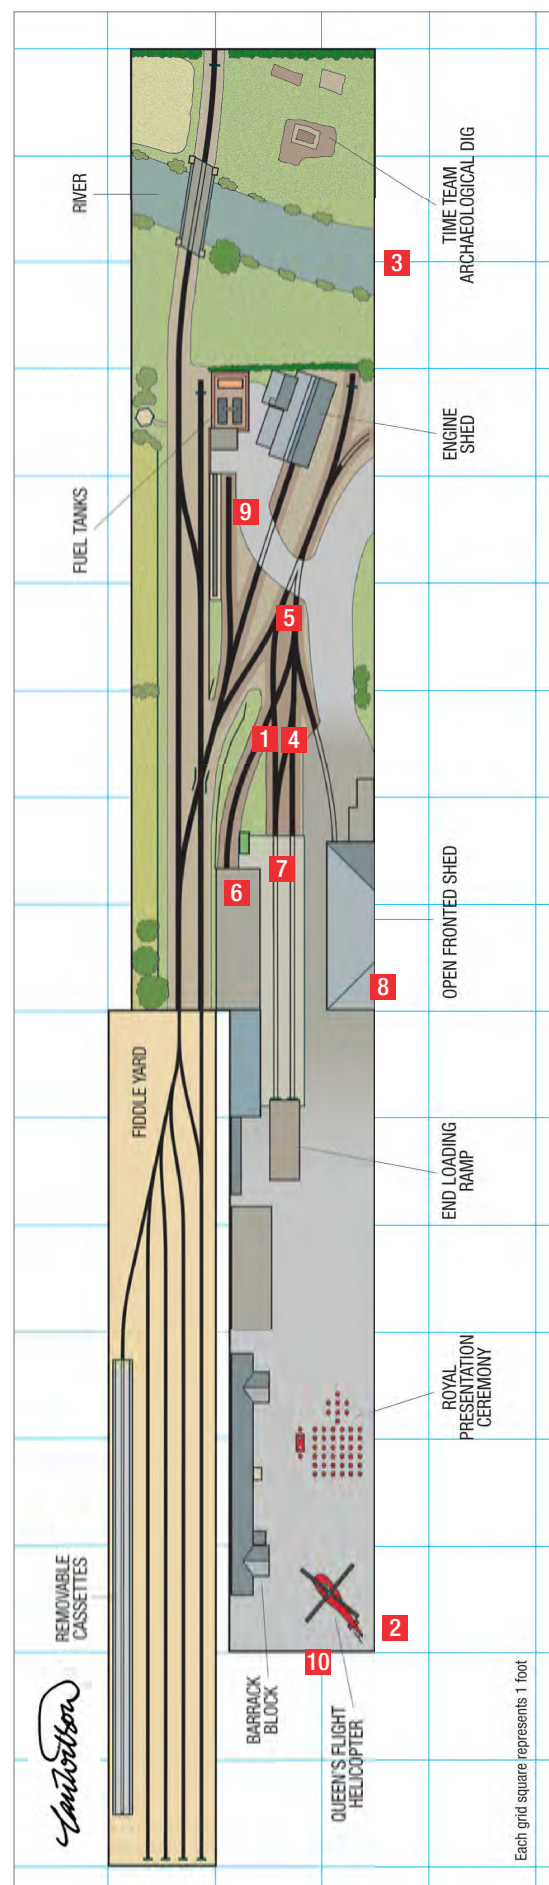 RIVER
TIME TEAM
ARCHAEOLOGICAL DIG
3
FUEL TANKS
ENGINE
SHED
9
5
1
4
7
6
OPEN FRONTED SHED
8
FIDDLE YARD
END LOADING
RAMP
ROYAL
PRESENTATION
CEREMONY
REMOVABLE
CASSETTES
2
10
BARRACK
BLOCK
QUEEN'S FLIGHT
HELICOPTER
Ian Wilson
Each grid square represents 1 foot